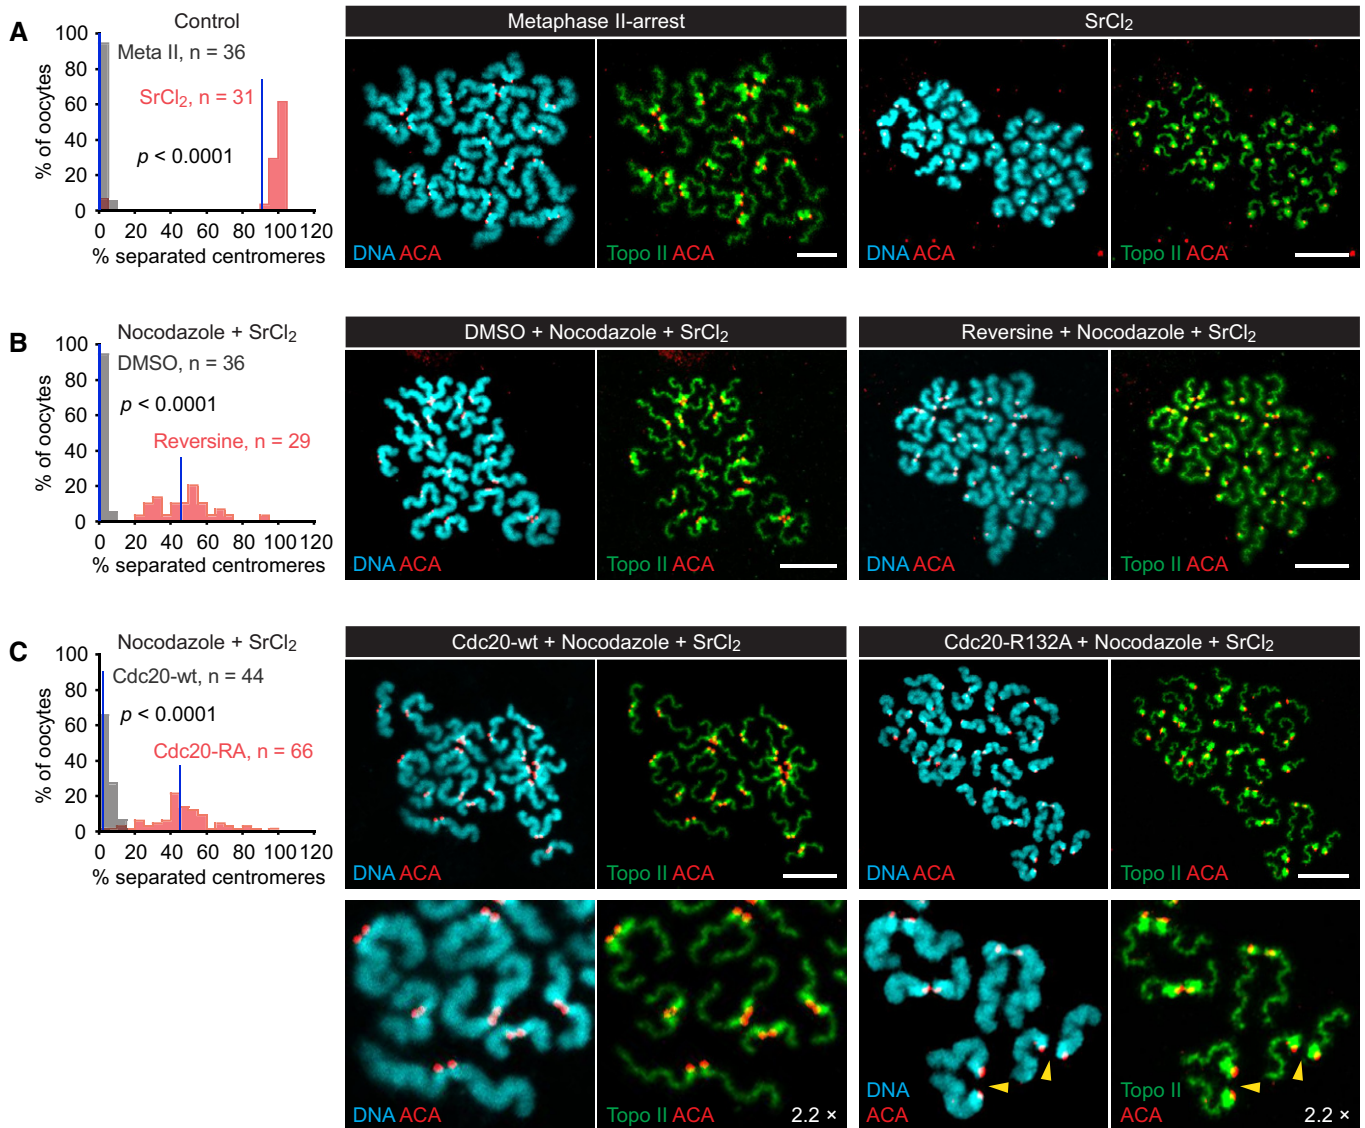 A
Control
Meta II, n = 36
SrCl2, n = 31
p < 0.0001
% of oocytes
100
80
60
40
20
0
0 20 40 60 80 100 120
% separated centromeres
Metaphase II-arrest
DNA ACA
Topo II ACA
SrCl2
DNA ACA
Topo II ACA
B
Nocodazole + SrCl2
DMSO, n = 36
p < 0.0001
Reversine, n = 29
% of oocytes
100
80
60
40
20
0
0 20 40 60 80 100 120
% separated centromeres
DMSO + Nocodazole + SrCl2
DNA ACA
Topo II ACA
Reversine + Nocodazole + SrCl2
DNA ACA
Topo II ACA
C
Nocodazole + SrCl2
Cdc20-wt, n = 44
p < 0.0001
Cdc20-RA, n = 66
% of oocytes
100
80
60
40
20
0
0 20 40 60 80 100 120
% separated centromeres
Cdc20-wt + Nocodazole + SrCl2
DNA ACA
Topo II ACA
Cdc20-R132A + Nocodazole + SrCl2
DNA ACA
Topo II ACA
DNA ACA
Topo II ACA
2.2 ×
DNA
ACA
Topo II
ACA
2.2 ×